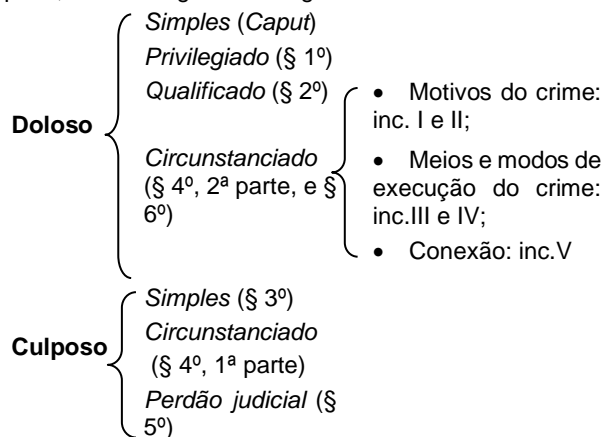 Simples (Caput)
Privilegiado (§ 1º)
Qualificado (§ 2º)
Doloso
Circunstanciado
(§ 4º, 2ª parte, e §
6º)
• Motivos do crime:
inc. I e II;
• Meios e modos de
execução do crime:
inc.III e IV;
• Conexão: inc.V
Simples (§ 3º)
Culposo
Circunstanciado
(§ 4º, 1ª parte)
Perdão judicial (§
5º)